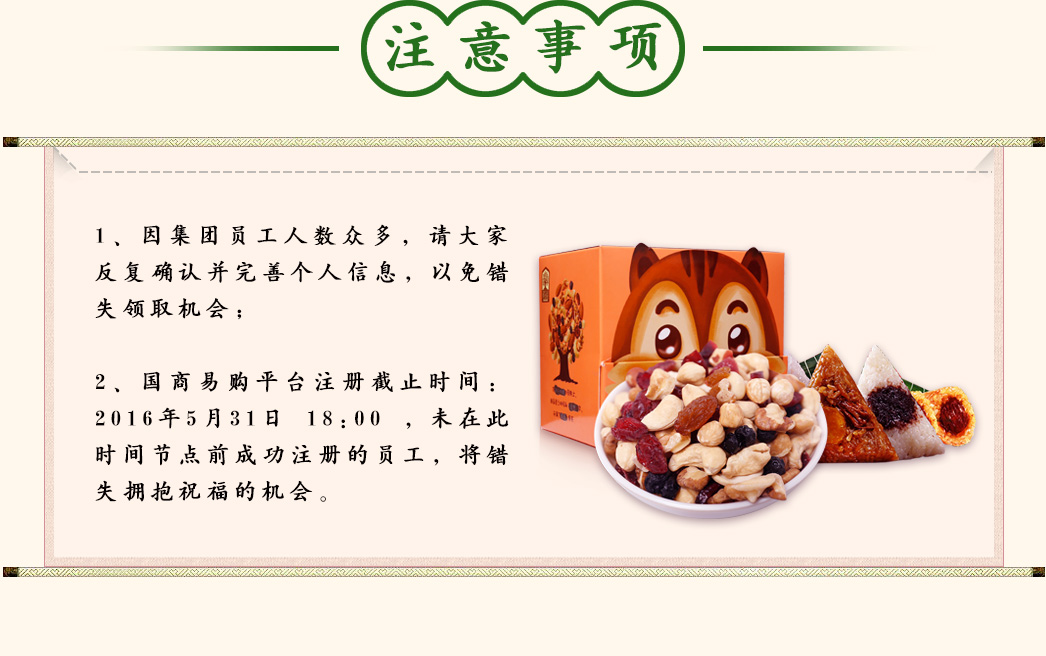 注意事项
1、因集团员工人数众多，请大家
反复确认并完善个人信息，以免错
失领取机会；
2、国商易购平台注册截止时间：
2016年5月31日 18:00 ，未在此
时间节点前成功注册的员工，将错
失拥抱祝福的机会。